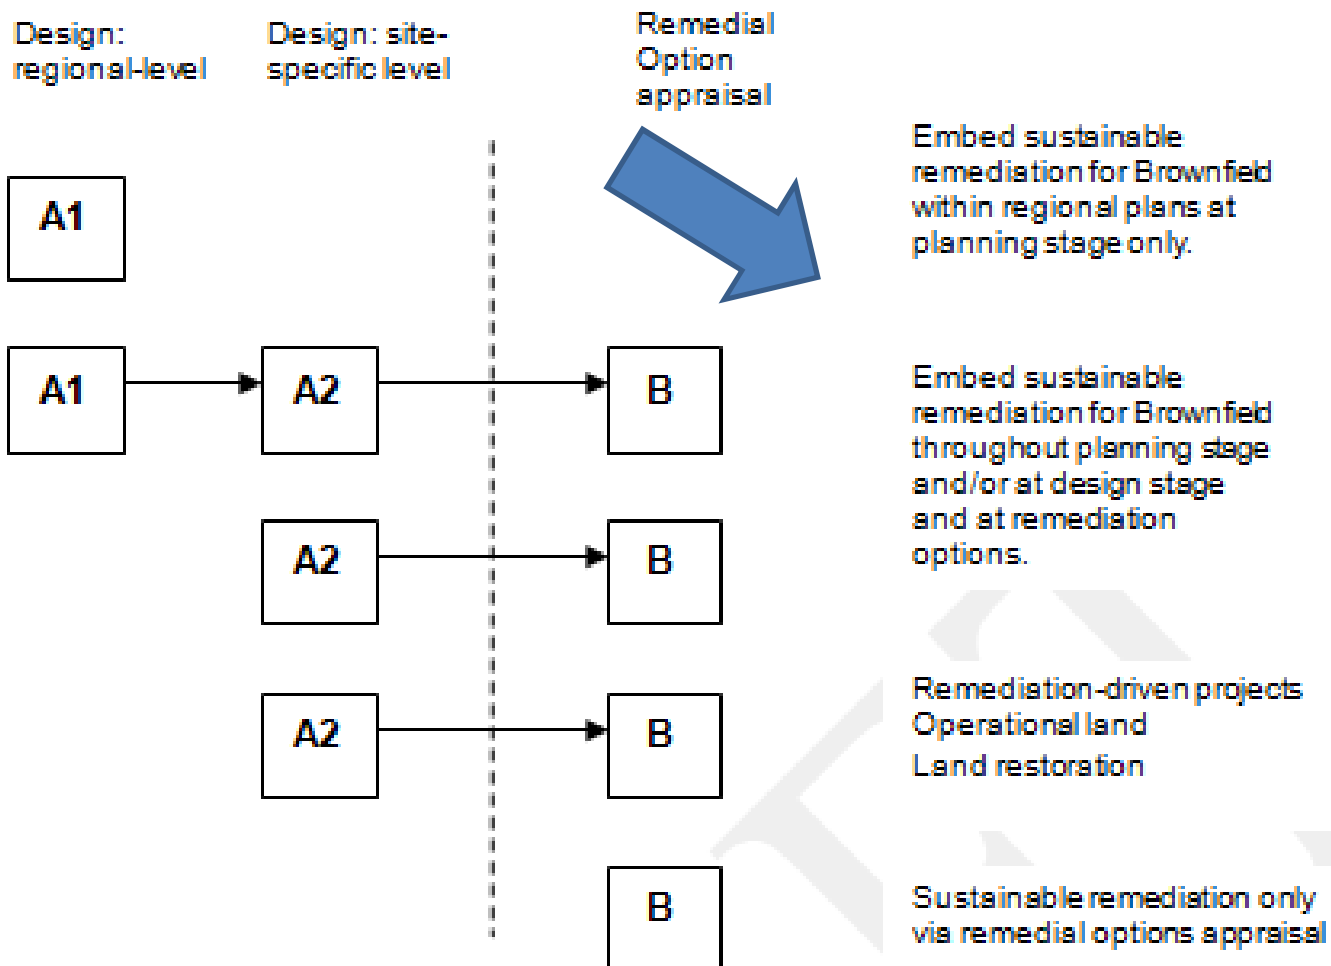 Design:
regional-level
Design: site-
specific level
Remedial
Option
appraisal
A1
Embed sustainable
remediation for Brownfield
within regional plans at
planning stage only.
A1
A2
B
Embed sustainable
remediation for Brownfield
throughout planning stage
and/or at design stage
and at remediation
options.
A2
B
A2
B
Remediation-driven projects
Operational land
Land restoration
B
Sustainable remediation only
via remedial options appraisal